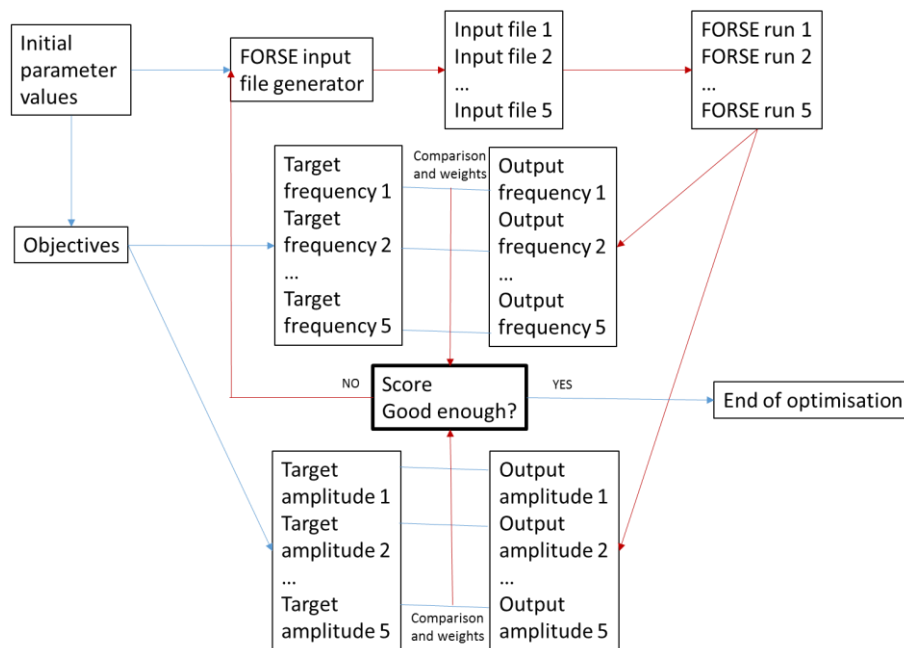 Initial
parameter
values
FORSE input
file generator
Input file 1
Input file 2
...
Input file 5
FORSE run 1
FORSE run 2
...
FORSE run 5
Objectives
Target
frequency 1
Target
frequency 2
...
Target
frequency 5
Comparison
and weights
Output
frequency 1
Output
frequency 2
...
Output
frequency 5
NO
Score
Good enough?
YES
End of optimisation
Target
amplitude 1
Target
amplitude 2
...
Target
amplitude 5
Comparison
and weights
Output
amplitude 1
Output
amplitude 2
...
Output
amplitude 5